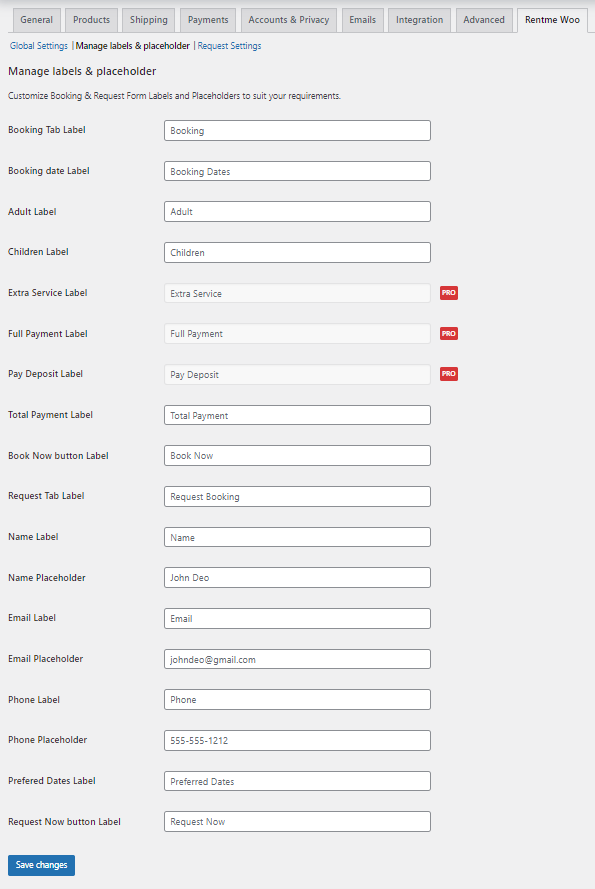 General Products Shipping Payments Accounts & Privacy Emails Integration Advanced Rentme Woo
Global Settings | Manage labels & placeholder | Request Settings
Manage labels & placeholder
Customize Booking & Request Form Labels and Placeholders to suit your requirements.
Booking Tab Label Booking
Booking date Label Booking Dates
Adult Label Adult
Children Label Children
Extra Service Label Extra Service PRO
Full Payment Label Full Payment PRO
Pay Deposit Label Pay Deposit PRO
Total Payment Label Total Payment
Book Now button Label Book Now
Request Tab Label Request Booking
Name Label Name
Name Placeholder John Deo
Email Label Email
Email Placeholder johndeo@gmail.com
Phone Label Phone
Phone Placeholder 555-555-1212
Prefered Dates Label Preferred Dates
Request Now button Label Request Now
Save changes